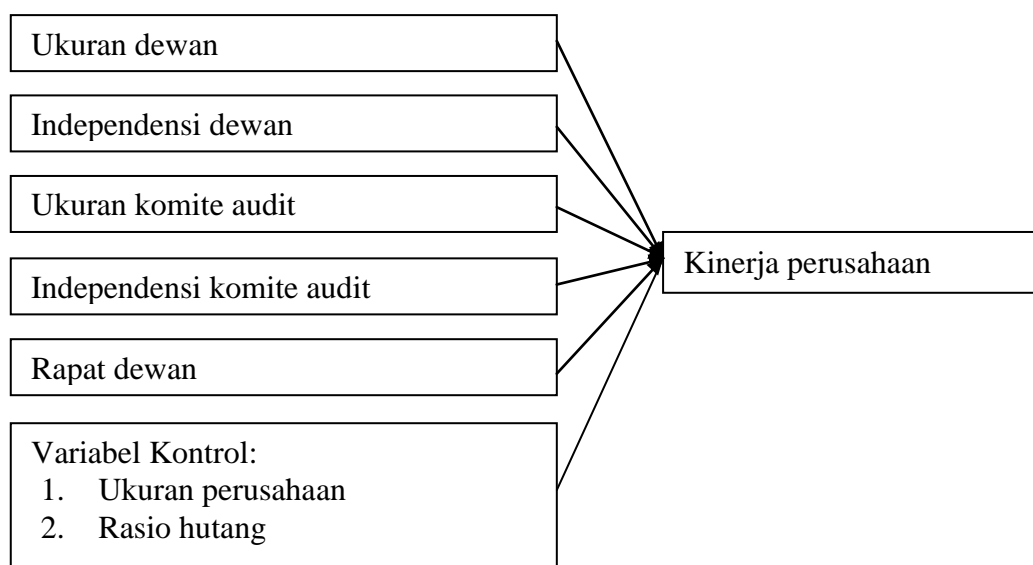 Ukuran dewan
Independensi dewan
Ukuran komite audit
Independensi komite audit
Kinerja perusahaan
Rapat dewan
Variabel Kontrol:
1. Ukuran perusahaan
2. Rasio hutang